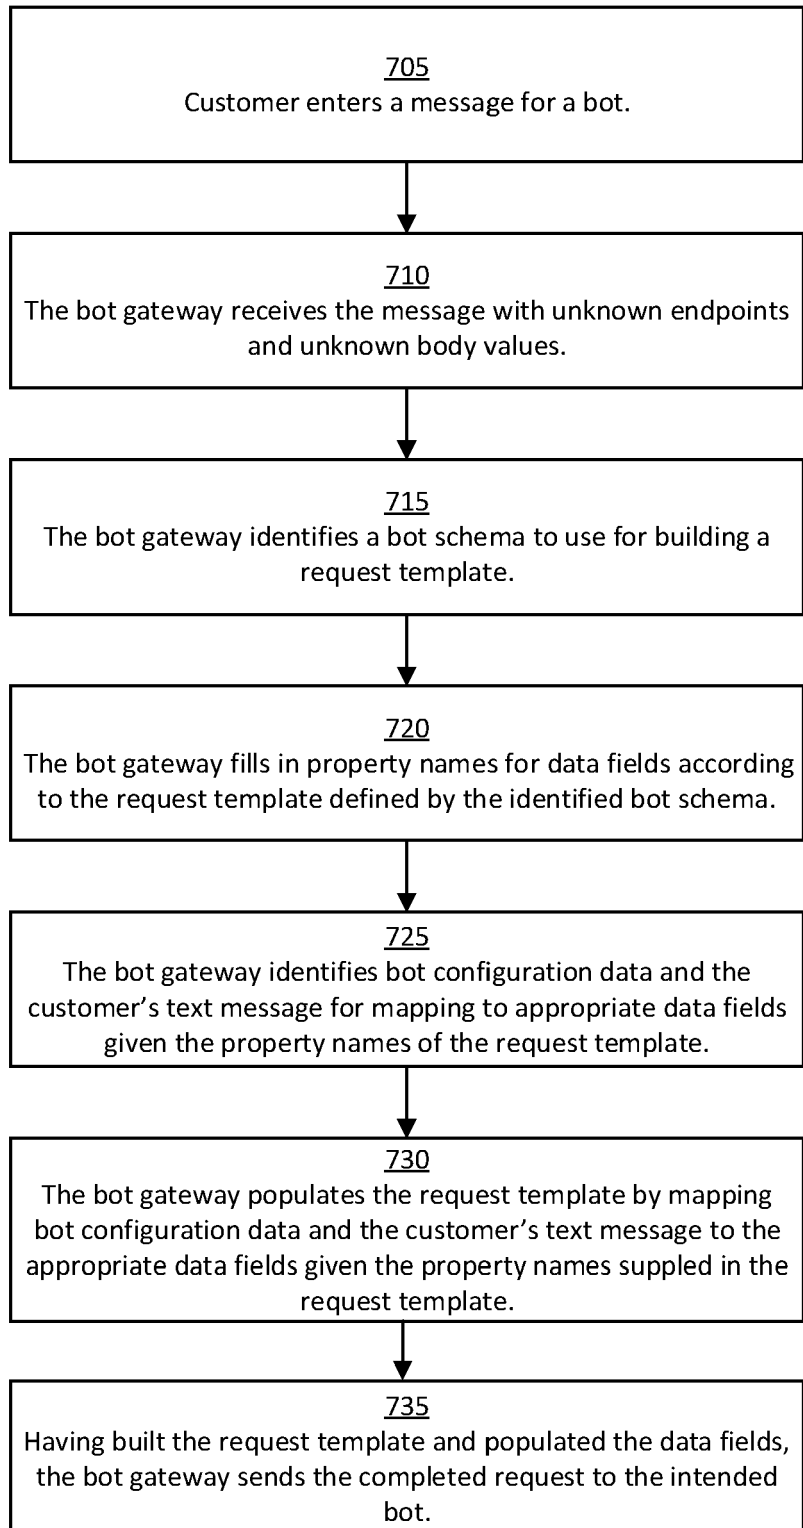 705
Customer enters a message for a bot.
710
The bot gateway receives the message with unknown endpoints
and unknown body values.
715
The bot gateway identifies a bot schema to use for building a
request template.
720
The bot gateway fills in property names for data fields according
to the request template defined by the identified bot schema.
725
The bot gateway identifies bot configuration data and the
customer’s text message for mapping to appropriate data fields
given the property names of the request template.
730
The bot gateway populates the request template by mapping
bot configuration data and the customer’s text message to the
appropriate data fields given the property names suppled in the
request template.
735
Having built the request template and populated the data fields,
the bot gateway sends the completed request to the intended
bot.